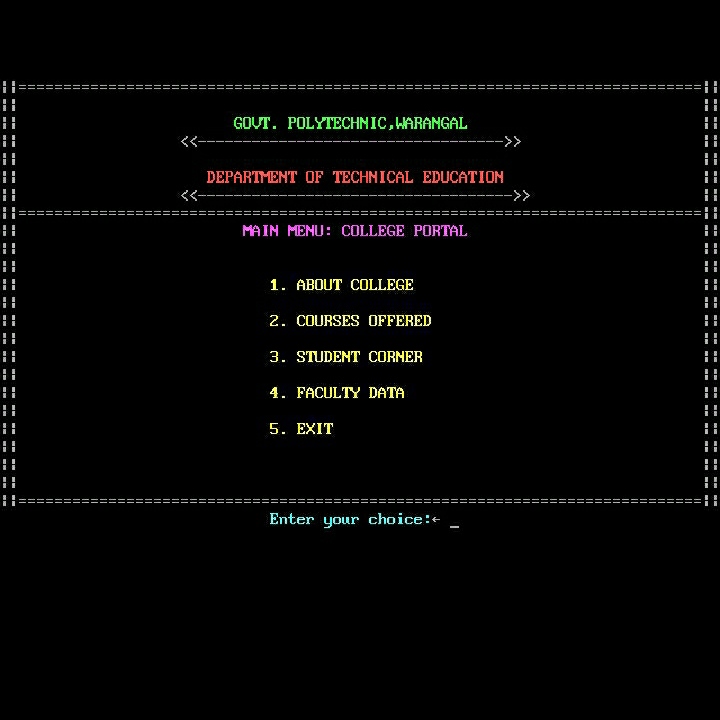 GOVT. POLYTECHNIC,WARANGAL
<<---------------------------------->>
DEPARTMENT OF TECHNICAL EDUCATION
<<----------------------------------->>
MAIN MENU: COLLEGE PORTAL
1. ABOUT COLLEGE
2. COURSES OFFERED
3. STUDENT CORNER
4. FACULTY DATA
5. EXIT
Enter your choice:← _